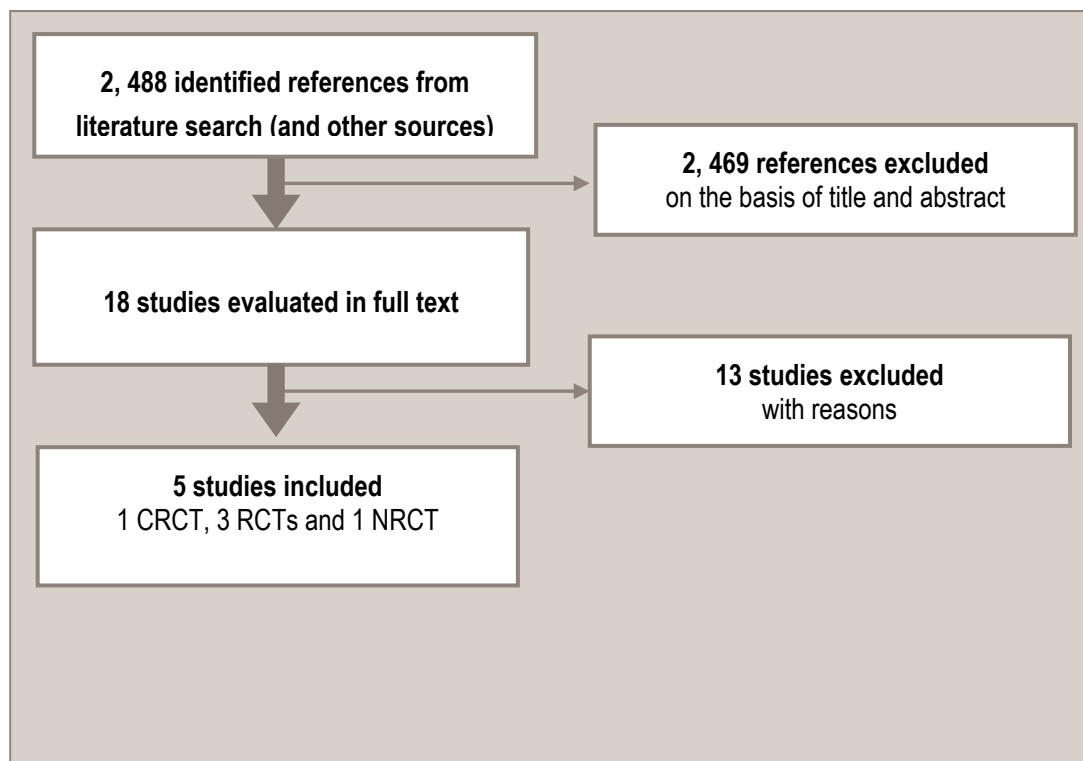 2, 488 identified references from
literature search (and other sources)
2, 469 references excluded
on the basis of title and abstract
18 studies evaluated in full text
13 studies excluded
with reasons
5 studies included
1 CRCT, 3 RCTs and 1 NRCT